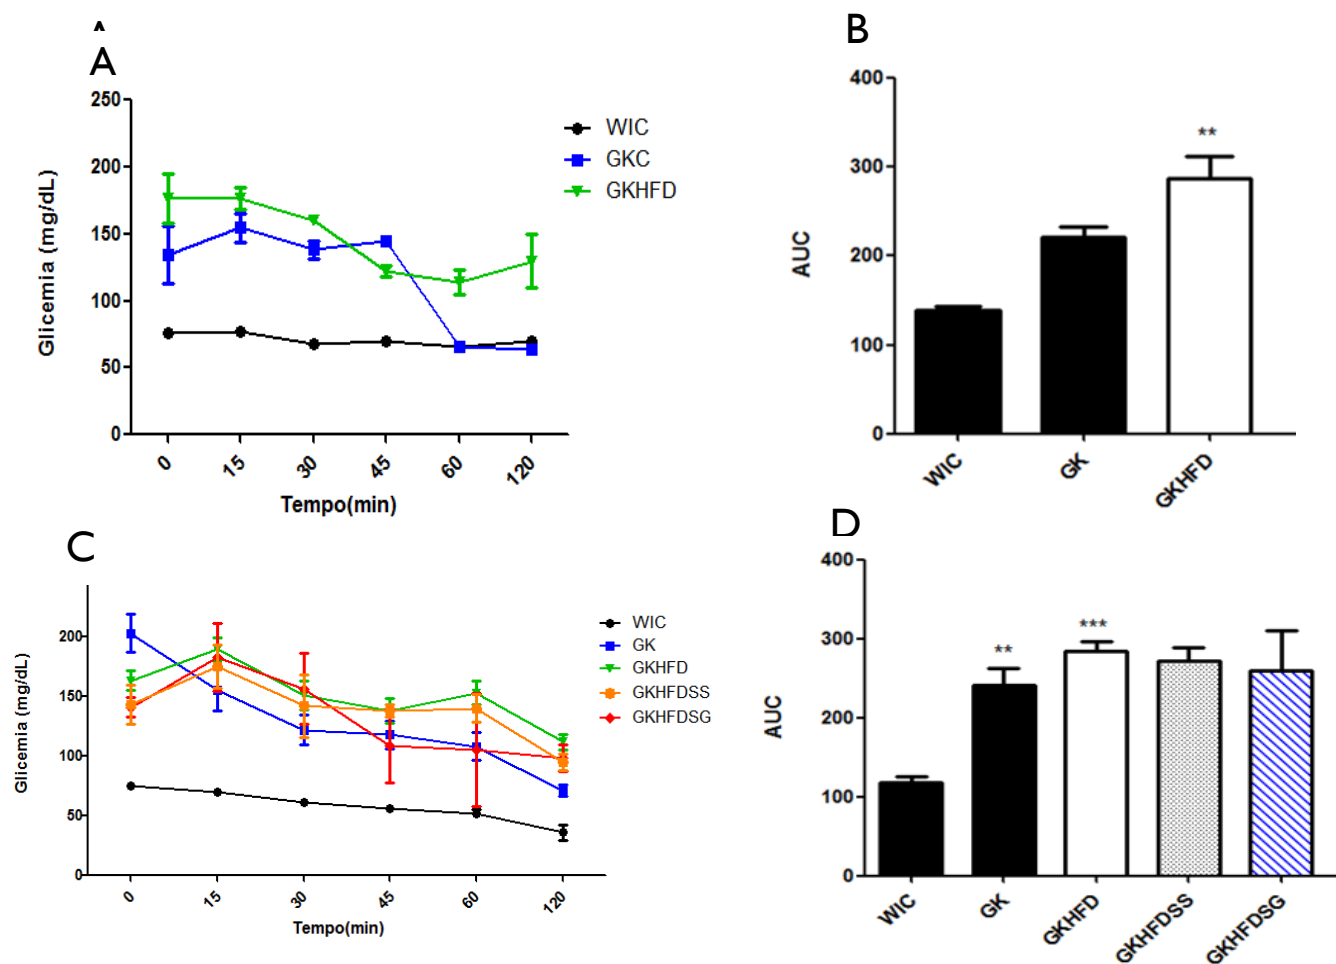 A
250
200
150
100
50
0
Glicemia (mg/dL)
0 15 30 45 60 120
Tempo(min)
WIC
GKC
GKHFD
B
400
300
200
100
0
AUC
**
WIC GK GKHFD
C
200
150
100
50
0
Glicemia (mg/dL)
0 15 30 45 60 120
Tempo(min)
WIC
GK
GKHFD
GKHFDSS
GKHFDSG
D
400
300
200
100
0
AUC
** ***
WIC GK GKHFD GKHFDSS GKHFDSG